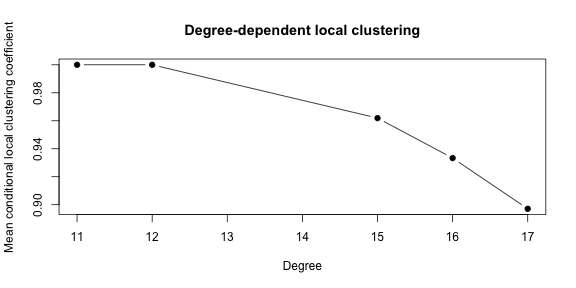 Degree-dependent local clustering
Mean conditional local clustering coefficient
0.98
0.94
0.90
11 12 13 14 15 16 17
Degree